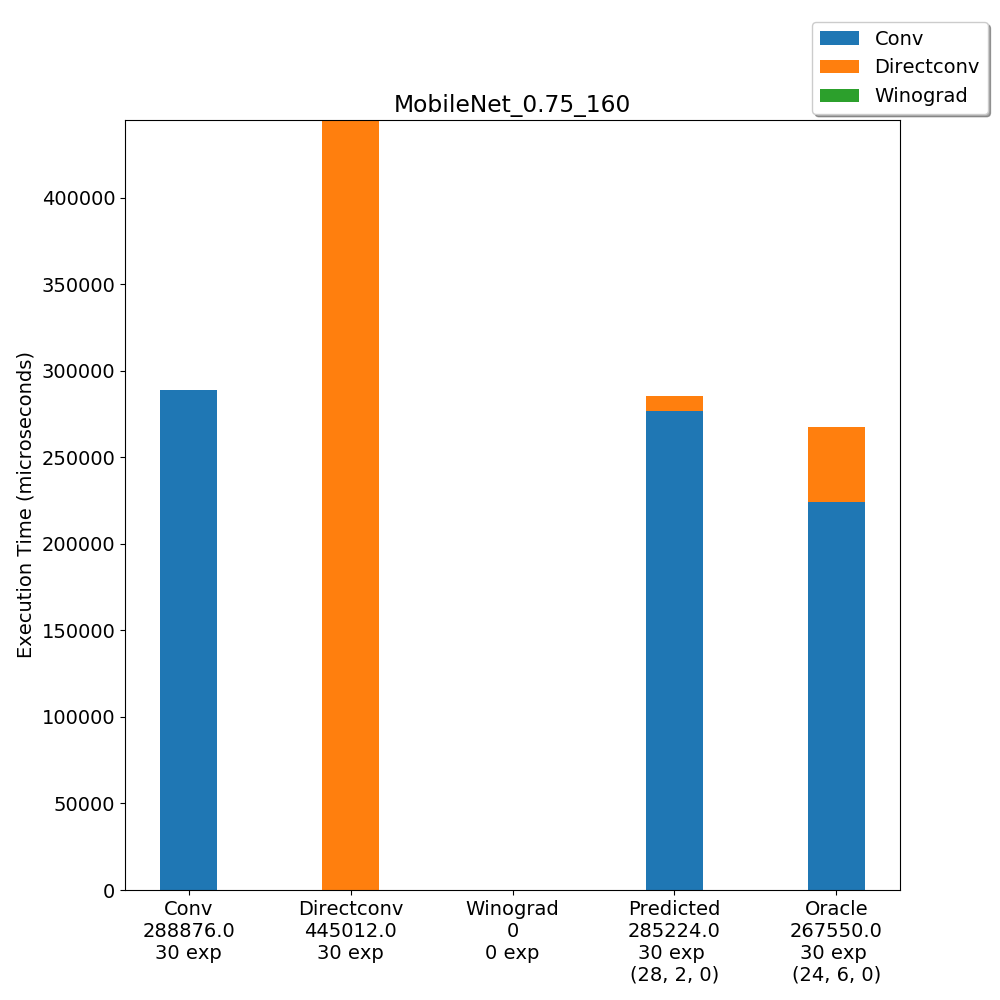 Conv
Directconv
Winograd
MobileNet_0.75_160
Execution Time (microseconds)
400000
350000
300000
250000
200000
150000
100000
50000
0
Conv
288876.0
30 exp
Directconv
445012.0
30 exp
Winograd
0
0 exp
Predicted
285224.0
30 exp
(28, 2, 0)
Oracle
267550.0
30 exp
(24, 6, 0)